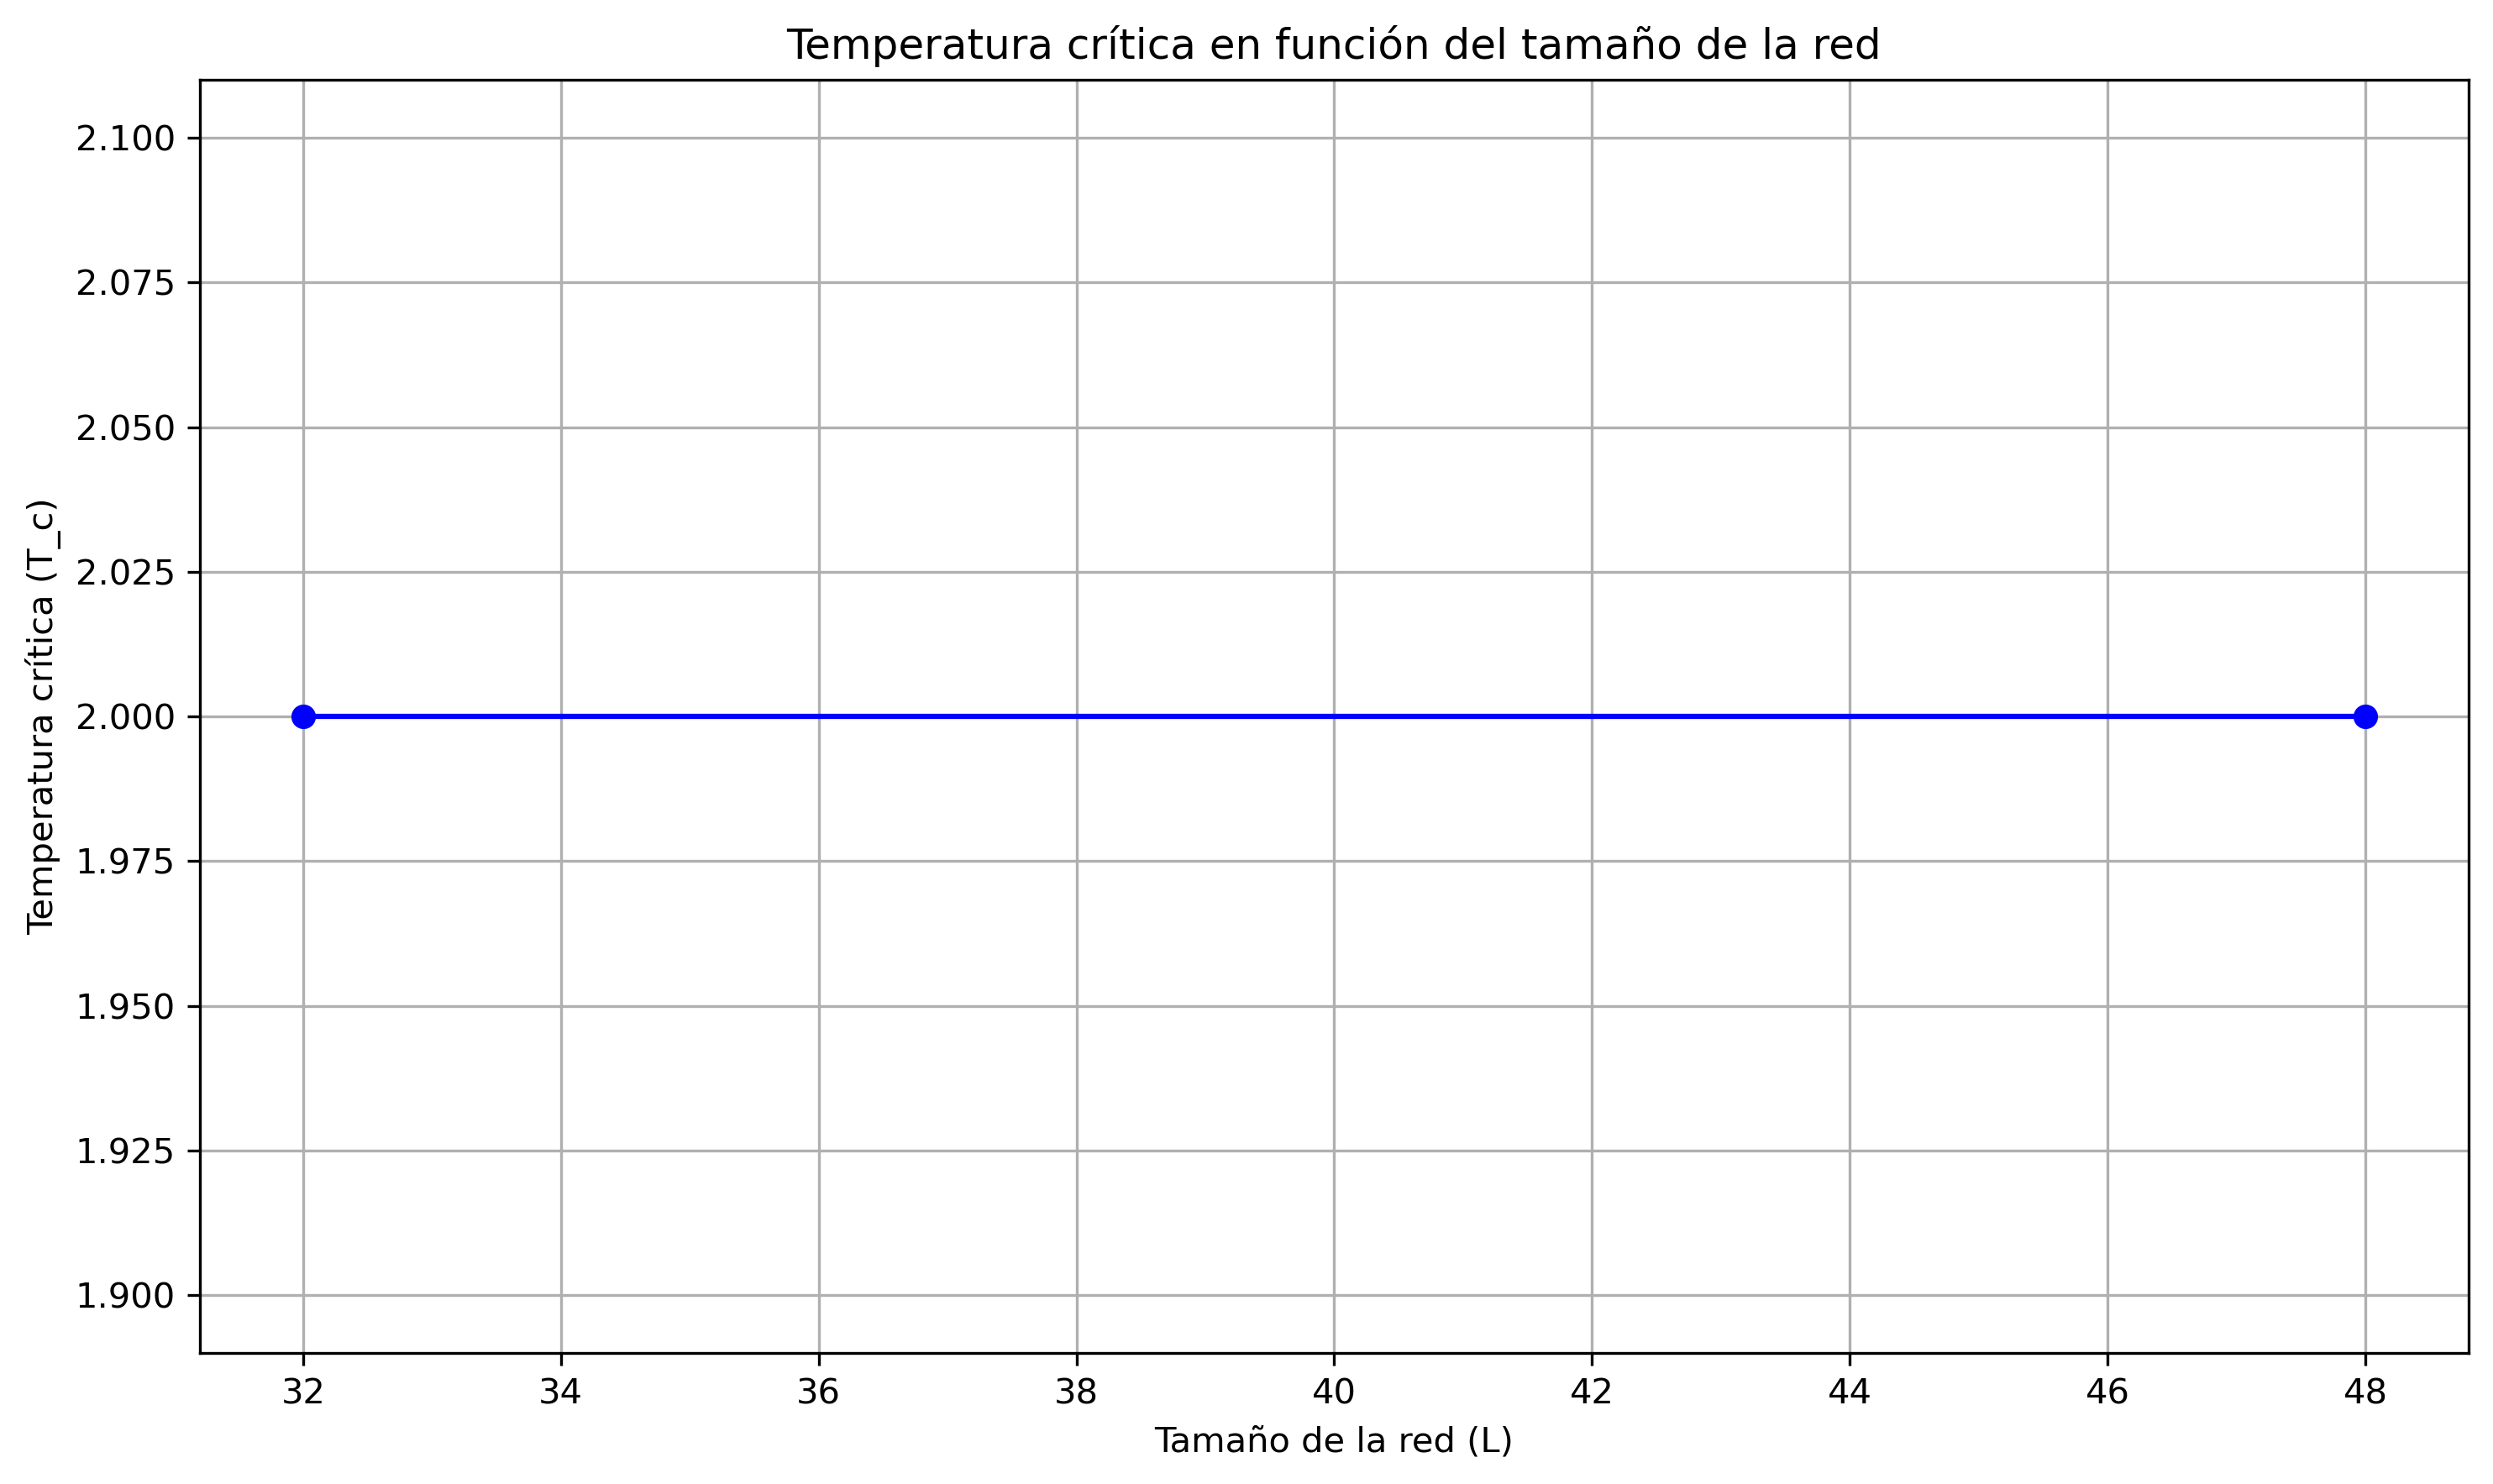 Temperatura crítica en función del tamaño de la red
Temperatura crítica (T_c)
2.100
2.075
2.050
2.025
2.000
1.975
1.950
1.925
1.900
32 34 36 38 40 42 44 46 48
Tamaño de la red (L)